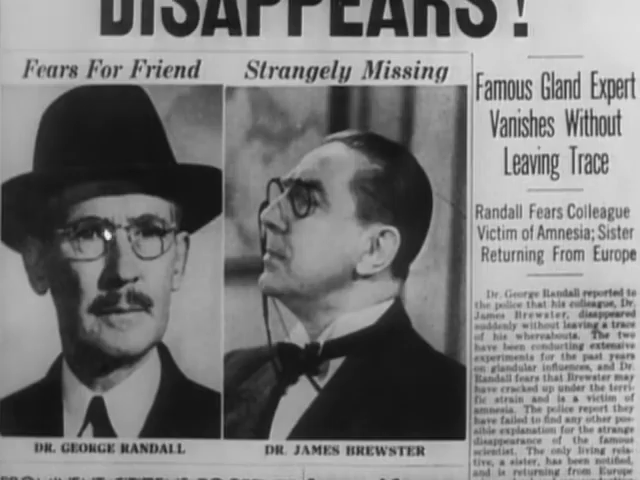 DISAPPEARS!
Fears For Friend
Strangely Missing
DR. GEORGE RANDALL
DR. JAMES BREWSTER
Famous Gland Expert
Vanishes Without
Leaving Trace
Randall Fears Colleague
Victim of Amnesia; Sister
Returning From Europe
Dr. George Randall reported to
the police that his colleague, Dr.
James Brewster, disappeared
suddenly without leaving a trace
of his whereabouts. The two
have been conducting extensive
experiments for the past years
on glandular influences, and Dr.
Randall fears that Brewster may
have cracked up under the terri-
fic strain and is a victim of
amnesia. The police report they
have failed to find any other pos-
sible explanation for the strange
disappearance of the famous
scientist. The only living rela-
tive, a sister, has been notified,
and is returning from Europe